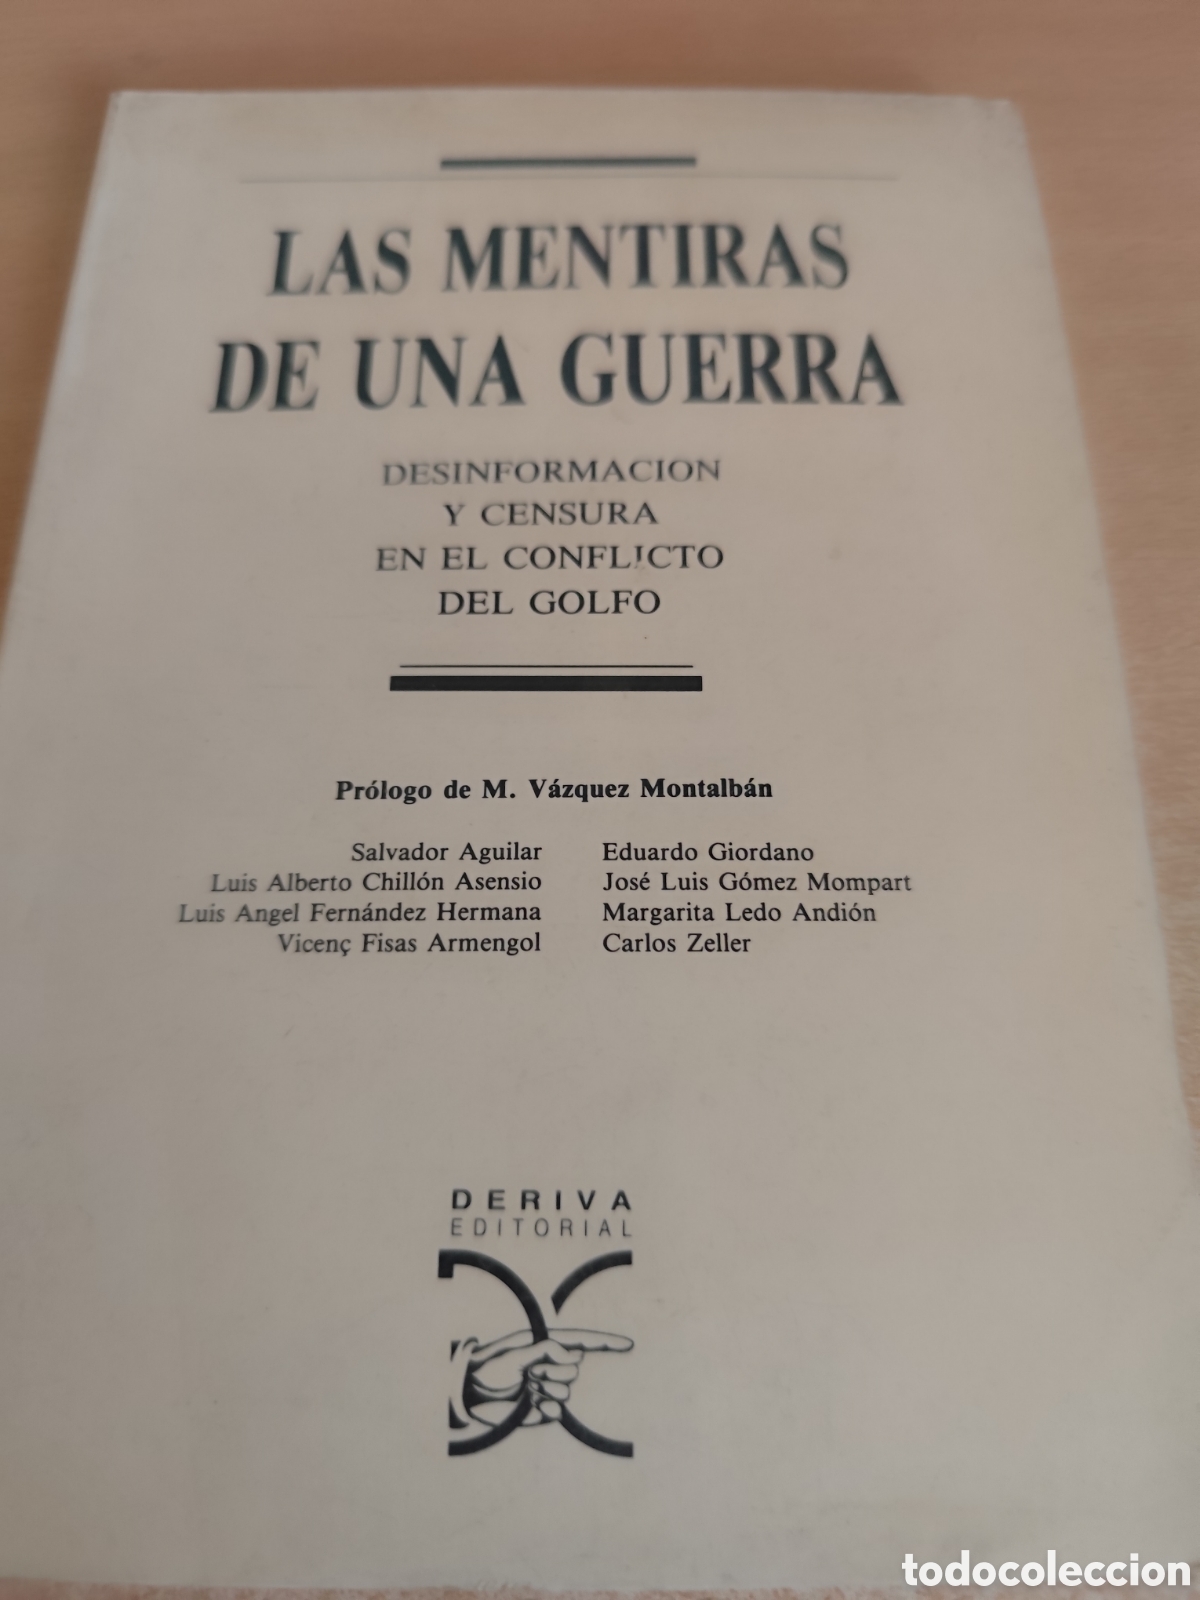 LAS MENTIRAS
DE UNA GUERRA
DESINFORMACION
Y CENSURA
EN EL CONFLICTO
DEL GOLFO
Prólogo de M. Vázquez Montalbán
Salvador Aguilar
Luis Alberto Chillón Asensio
Luis Angel Fernández Hermana
Vicenç Fisas Armengol
Eduardo Giordano
José Luis Gómez Mompart
Margarita Ledo Andión
Carlos Zeller
DERIVA
EDITORIAL
todocoleccion